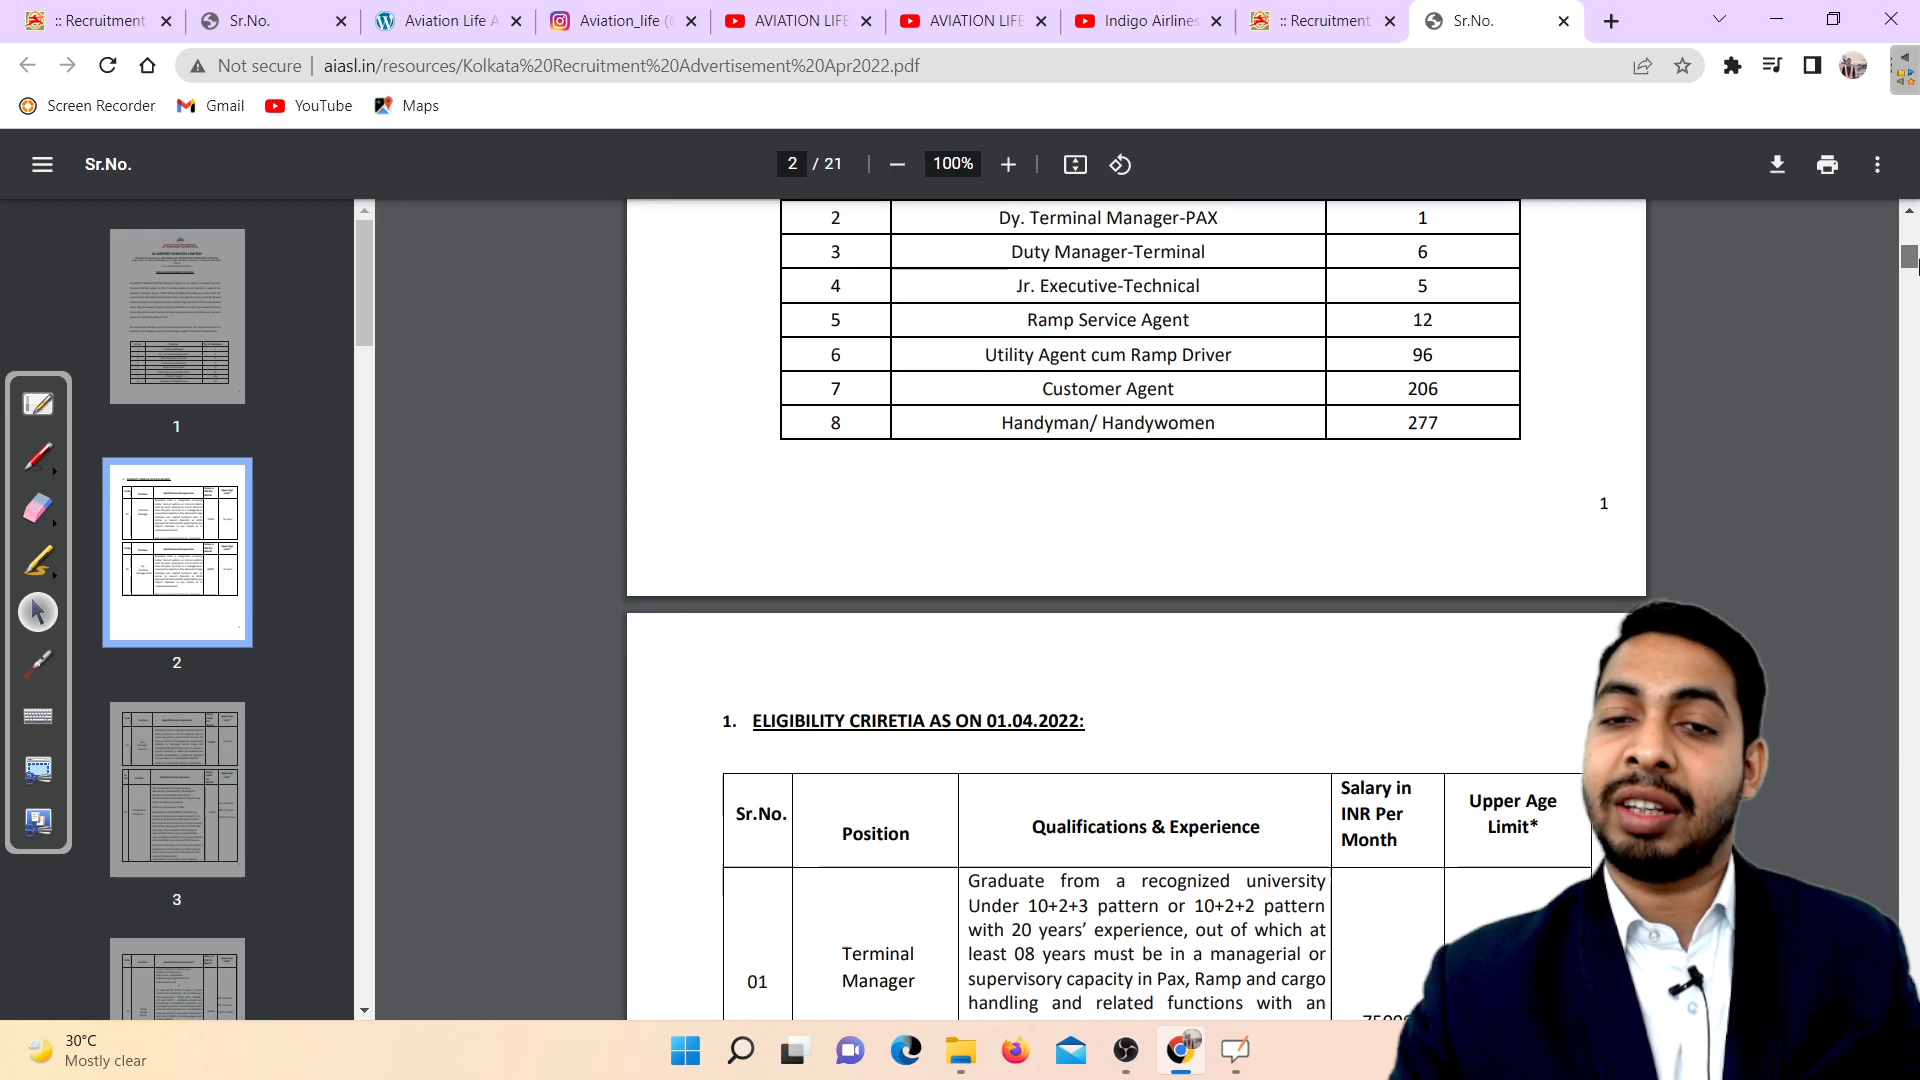 :: Recruitment
Sr.No.
Aviation Life A
Aviation_life (
AVIATION LIFE
AVIATION LIFE
Indigo Airlines
:: Recruitment
Sr.No.
Not secure
aiasl.in/resources/Kolkata%20Recruitment%20Advertisement%20Apr2022.pdf
Screen Recorder
Gmail
YouTube
Maps
Sr.No.
2 / 21
100%
2 Dy. Terminal Manager-PAX 1
3 Duty Manager-Terminal 6
4 Jr. Executive-Technical 5
5 Ramp Service Agent 12
6 Utility Agent cum Ramp Driver 96
7 Customer Agent 206
8 Handyman/ Handywomen 277
1
1
2
3
1. ELIGIBILITY CRIRETIA AS ON 01.04.2022:
Sr.No.
Position
Qualifications & Experience
Salary in
INR Per
Month
Upper Age
Limit*
01
Terminal
Manager
Graduate from a recognized university
Under 10+2+3 pattern or 10+2+2 pattern
with 20 years’ experience, out of which at
least 08 years must be in a managerial or
supervisory capacity in Pax, Ramp and cargo
handling and related functions with an
30°C
Mostly clear